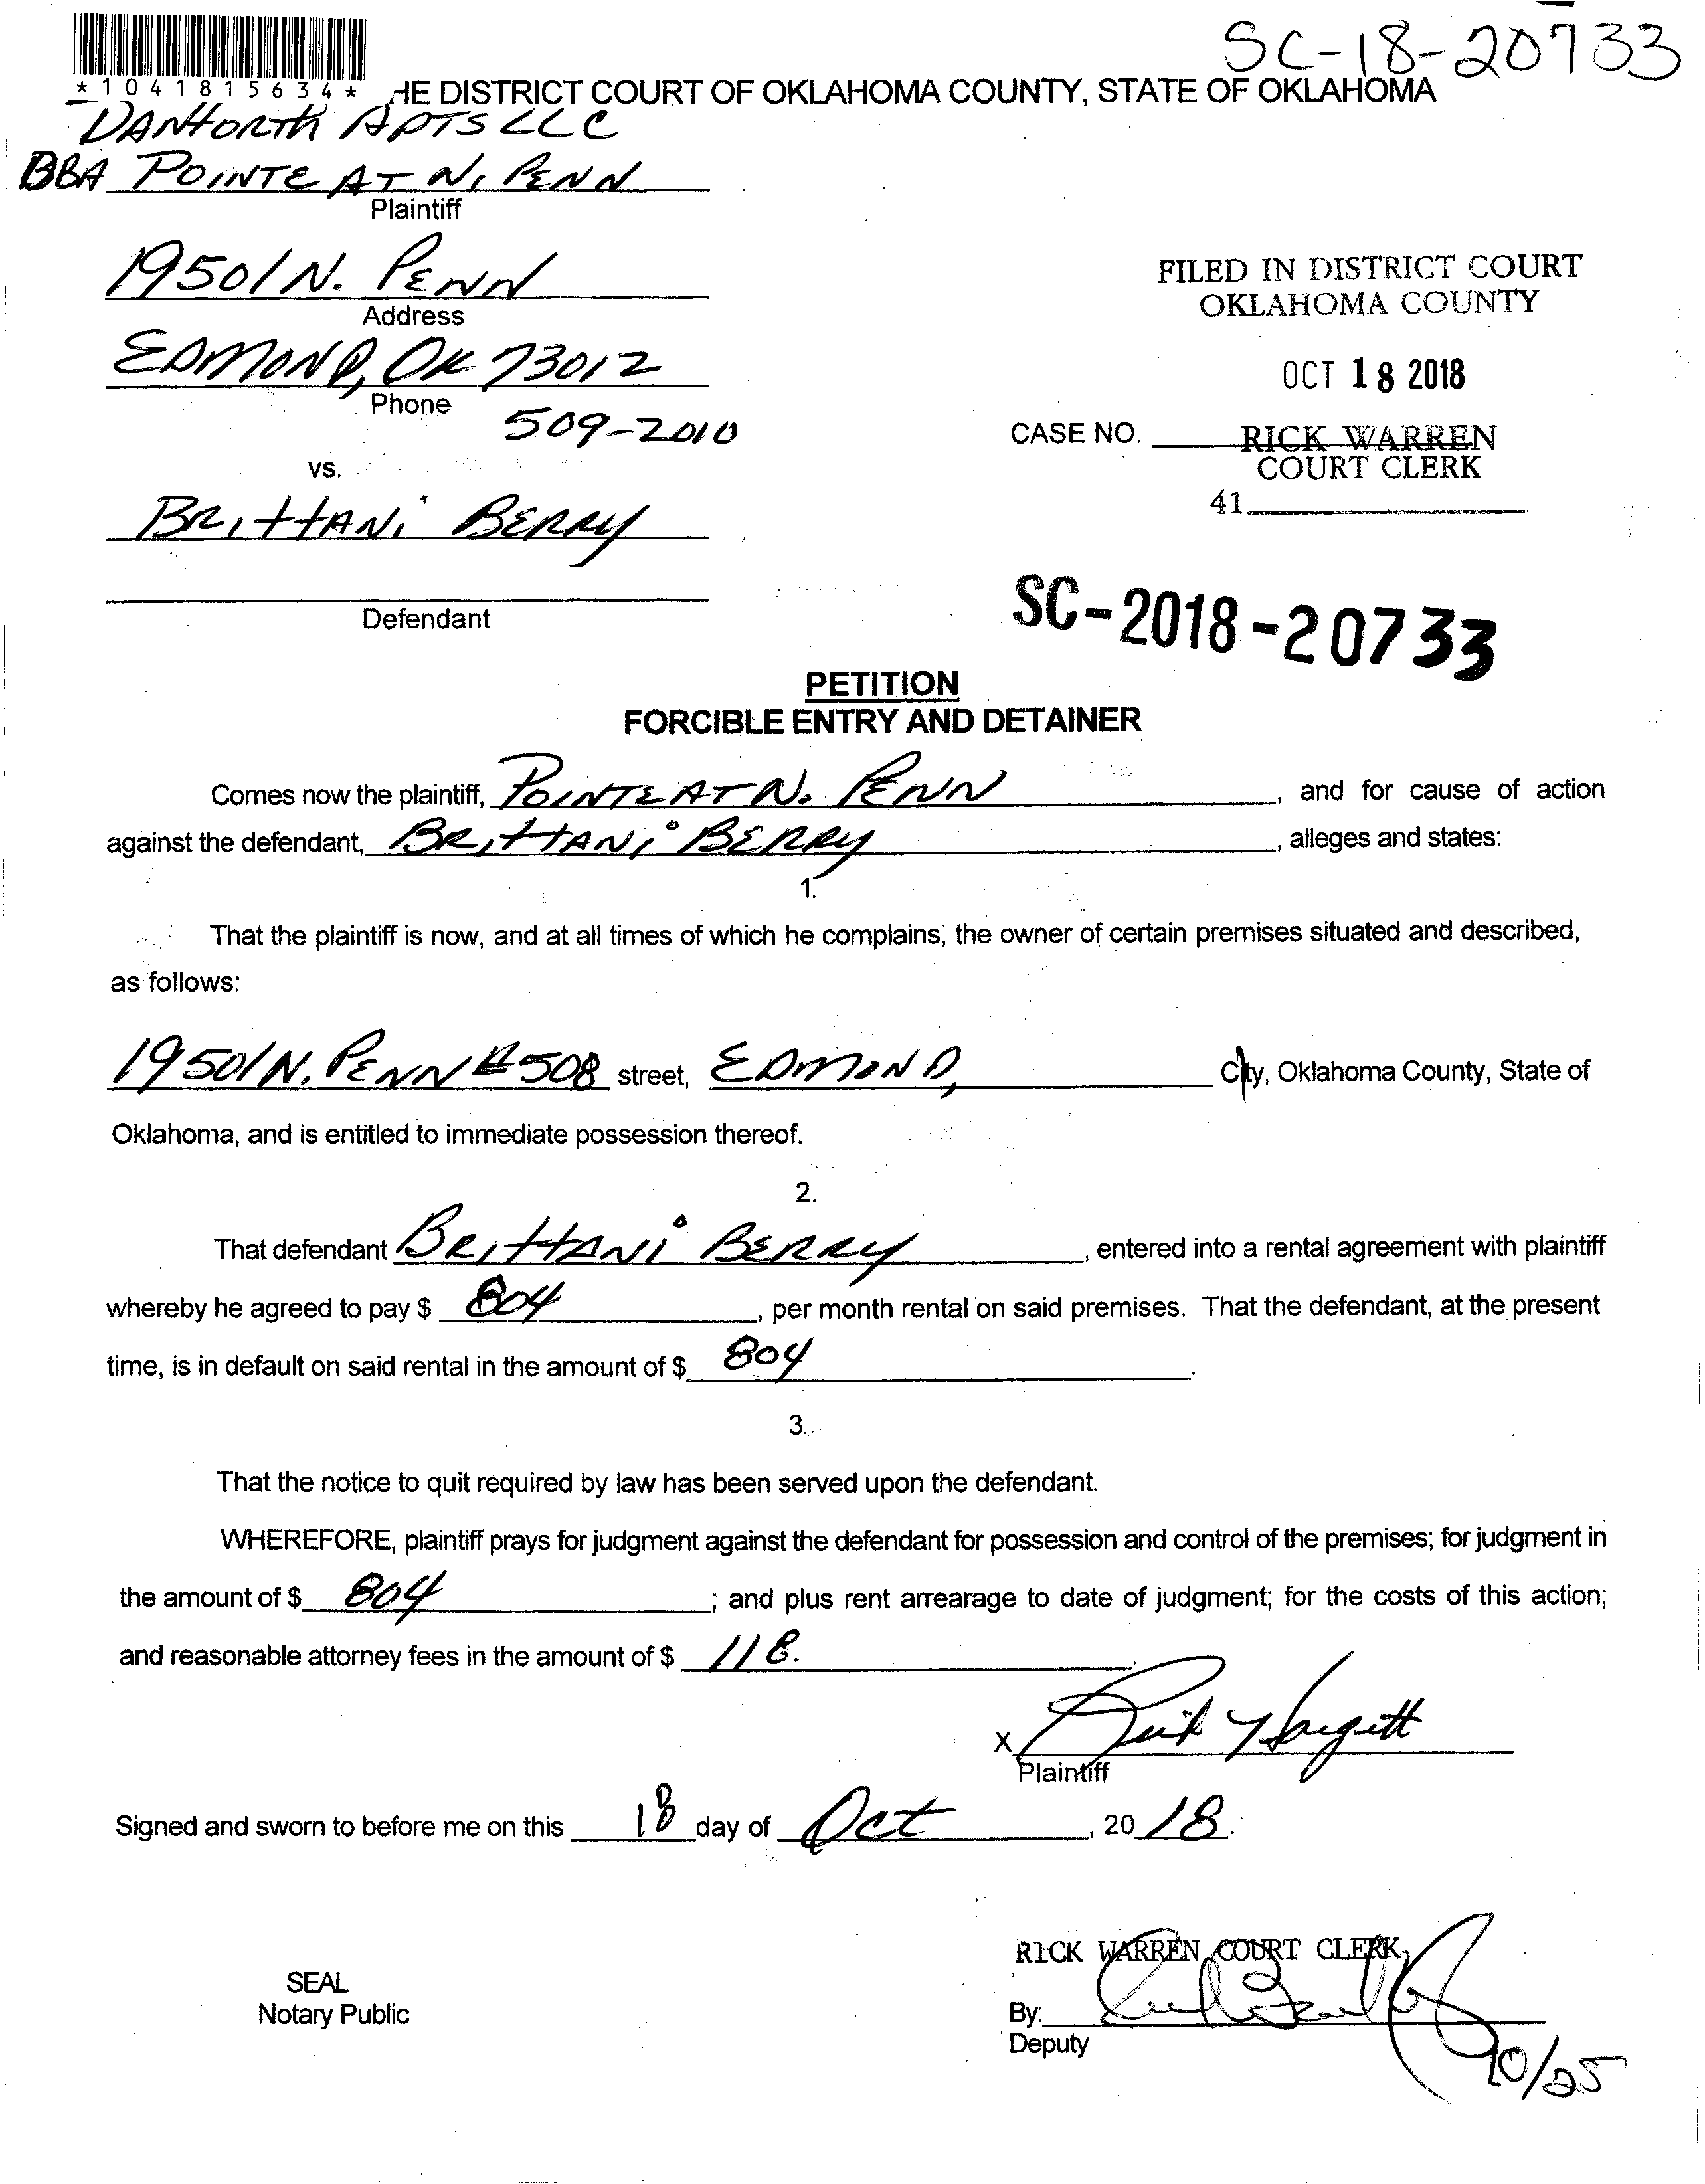 SC-18-20733
*1041815634*
HE DISTRICT COURT OF OKLAHOMA COUNTY, STATE OF OKLAHOMA
DANFORTH APTS LLC
DBA POINTE AT N. PENN
Plaintiff
19501 N. PENN
Address
EDMOND, OK 73012
Phone
509-2010
vs.
BRITTANI BERRY
Defendant
FILED IN DISTRICT COURT
OKLAHOMA COUNTY
OCT 18 2018
CASE NO. RICK WARREN
COURT CLERK
41
SC-2018-20733
PETITION
FORCIBLE ENTRY AND DETAINER
Comes now the plaintiff, POINTE AT N. PENN, and for cause of action
against the defendant, BRITTANI BERRY, alleges and states:
1.
That the plaintiff is now, and at all times of which he complains, the owner of certain premises situated and described,
as follows:
19501 N. PENN #508 street, EDMOND, City, Oklahoma County, State of
Oklahoma, and is entitled to immediate possession thereof.
2.
That defendant BRITTANI BERRY, entered into a rental agreement with plaintiff
whereby he agreed to pay $ 804, per month rental on said premises. That the defendant, at the present
time, is in default on said rental in the amount of $ 804.
3.
That the notice to quit required by law has been served upon the defendant.
WHEREFORE, plaintiff prays for judgment against the defendant for possession and control of the premises; for judgment in
the amount of $ 804; and plus rent arrearage to date of judgment; for the costs of this action;
and reasonable attorney fees in the amount of $ 118.
X
Plaintiff
Signed and sworn to before me on this 18 day of Oct, 20 18.
RICK WARREN COURT CLERK
SEAL
Notary Public
By:
Deputy
10/25